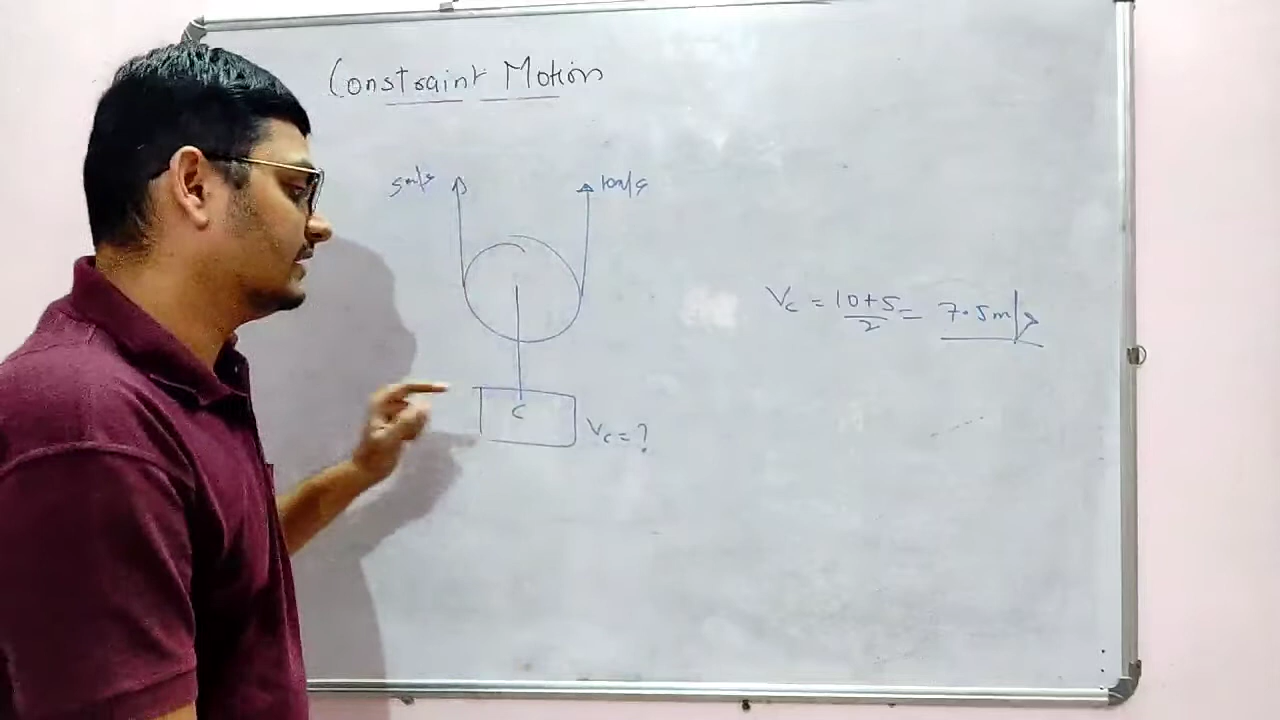 Constraint Motion
5m/s 10m/s
Vc = 10+5/2 = 7.5m/s
C
Vc = ?